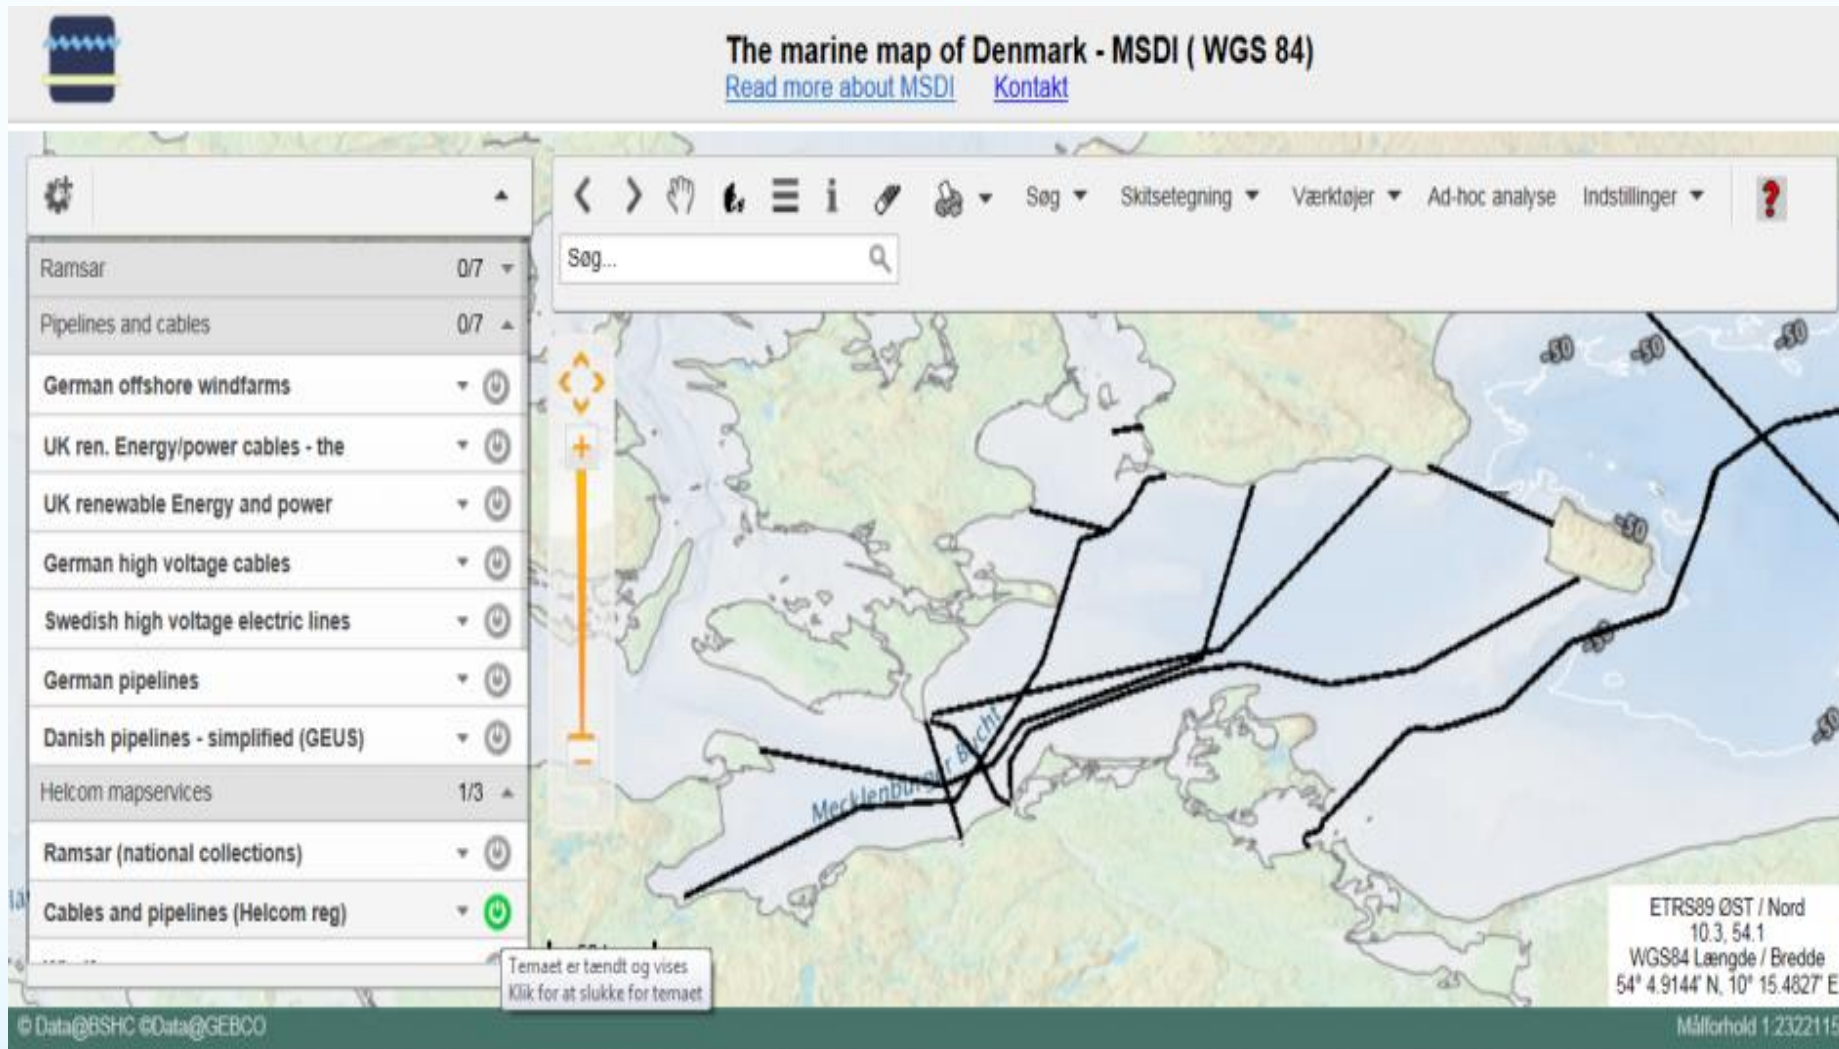 The marine map of Denmark - MSDI ( WGS 84)
Read more about MSDI Kontakt
Søg Skitsetegning Værktøjer Ad-hoc analyse Indstillinger ?
Søg...
Ramsar 0/7
Pipelines and cables 0/7
German offshore windfarms
UK ren. Energy/power cables - the
UK renewable Energy and power
German high voltage cables
Swedish high voltage electric lines
German pipelines
Danish pipelines - simplified (GEUS)
Helcom mapservices 1/3
Ramsar (national collections)
Cables and pipelines (Helcom reg)
Temaet er tændt og vises
Klik for at slukke for temaet
-50
-50
-50
-50
-50
-50
Mecklenburger Bucht
ETRS89 ØST / Nord
10.3, 54.1
WGS84 Længde / Bredde
54° 4.9144' N, 10° 15.4827' E
© Data@BSHC ©Data@GEBCO
Målforhold 1:2322115